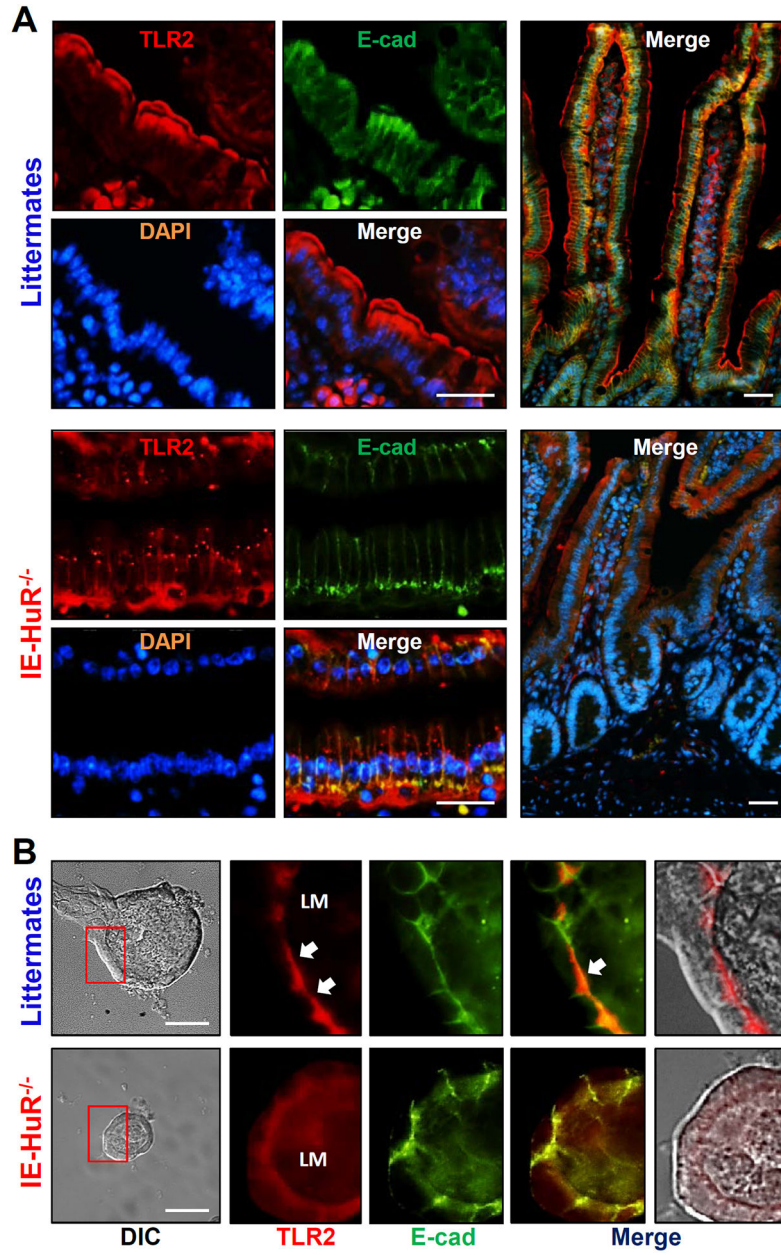 A
Littermates
TLR2
E-cad
Merge
DAPI
Merge
IE-HuR-/-
TLR2
E-cad
Merge
DAPI
Merge
B
Littermates
LM
IE-HuR-/-
LM
DIC
TLR2
E-cad
Merge